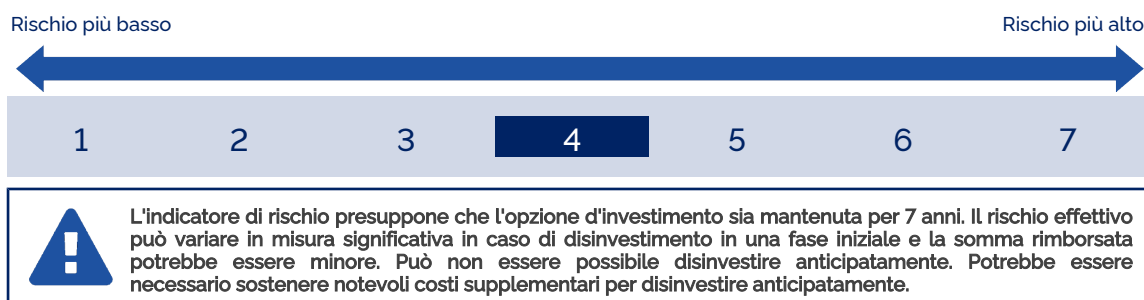 Rischio più basso Rischio più alto
1 2 3 4 5 6 7
L'indicatore di rischio presuppone che l'opzione d'investimento sia mantenuta per 7 anni. Il rischio effettivo
può variare in misura significativa in caso di disinvestimento in una fase iniziale e la somma rimborsata
potrebbe essere minore. Può non essere possibile disinvestire anticipatamente. Potrebbe essere
necessario sostenere notevoli costi supplementari per disinvestire anticipatamente.